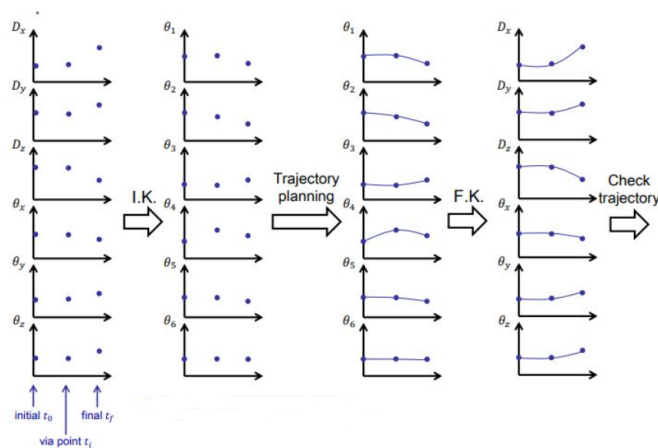 Dx
θ1
θ1
Dx
Dy
θ2
θ2
Dy
Dz
θ3
θ3
Dz
θx
I.K.
θ4
Trajectory
planning
θ4
F.K.
θx
Check
trajectory
θy
θ5
θ5
θy
θz
θ6
θ6
θz
initial t0
final tf
via point ti